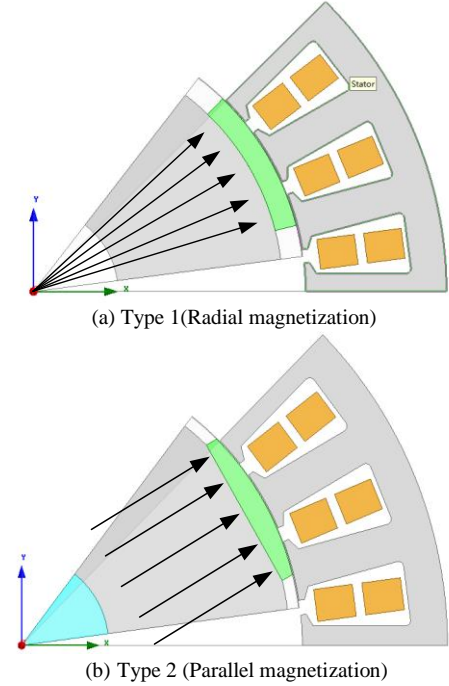 Stator
Y
X
(a) Type 1(Radial magnetization)
Y
X
(b) Type 2 (Parallel magnetization)